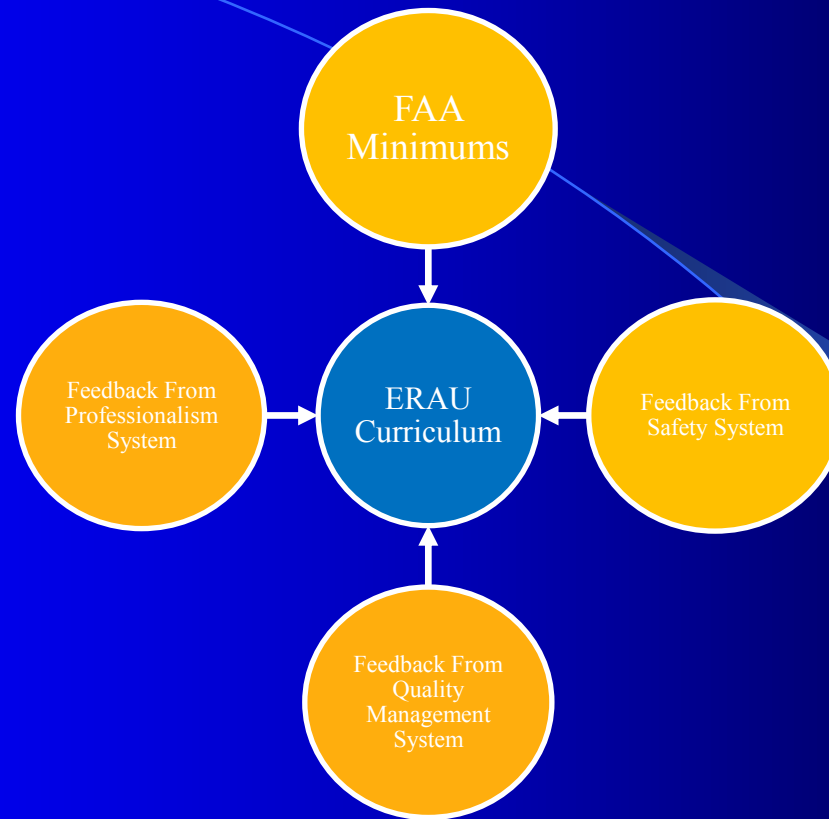 FAA
Minimums
Feedback From
Professionalism
System
ERAU
Curriculum
Feedback From
Safety System
Feedback From
Quality
Management
System